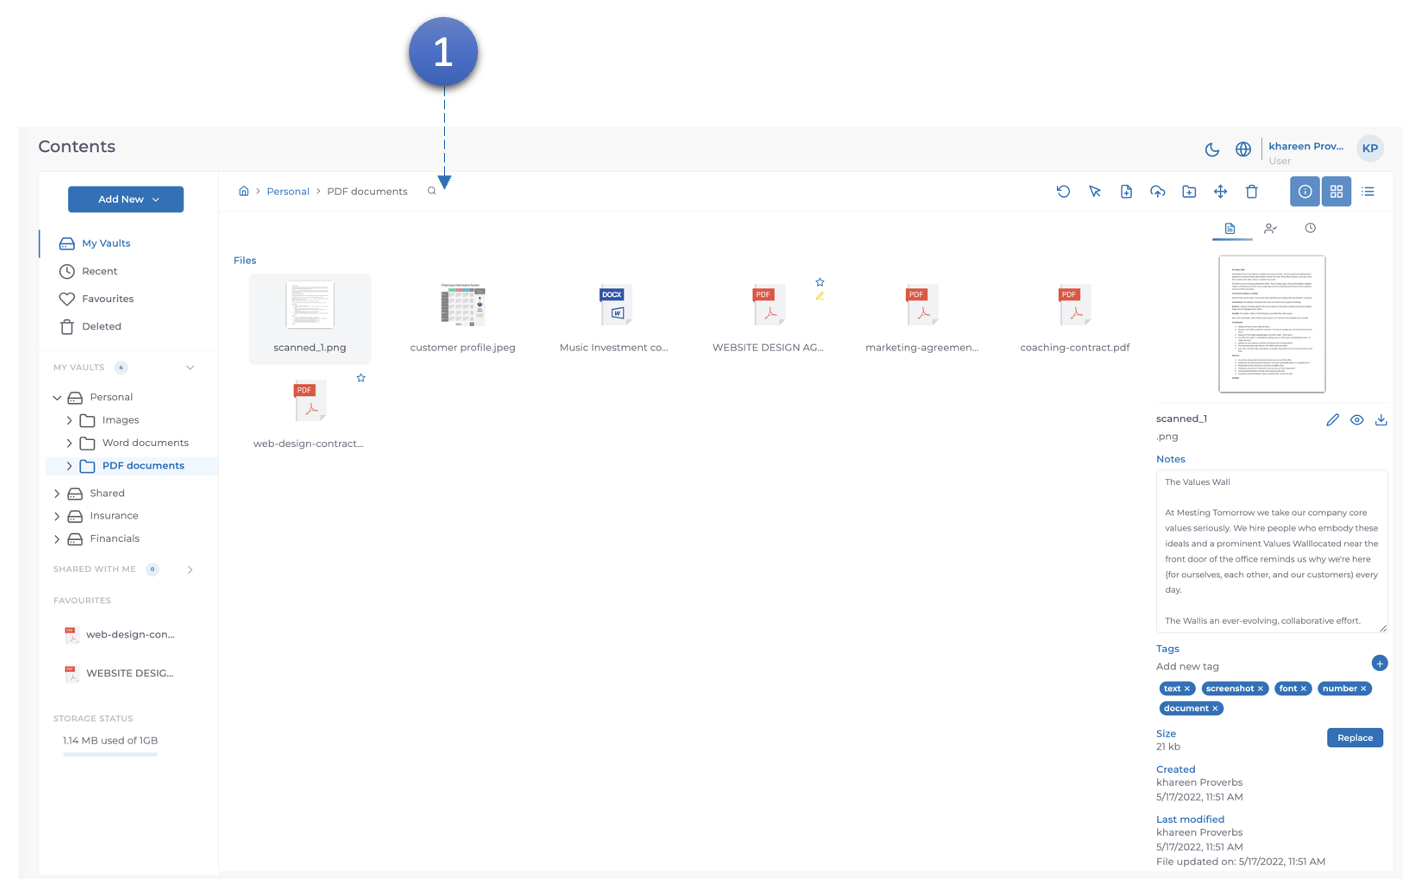 1
Contents
khareen Prov...
User
KP
Add New
My Vaults
Recent
Favourites
Deleted
MY VAULTS 4
Personal
Images
Word documents
PDF documents
Shared
Insurance
Financials
SHARED WITH ME 0
FAVOURITES
web-design-con...
WEBSITE DESIG...
STORAGE STATUS
1.14 MB used of 1GB
Personal > PDF documents
Files
scanned_1.png
customer profile.jpeg
DOCX
W
Music Investment co...
PDF
WEBSITE DESIGN AG...
PDF
marketing-agreemen...
PDF
coaching-contract.pdf
PDF
web-design-contract...
scanned_1
.png
Notes
The Values Wall
At Mesting Tomorrow we take our company core
values seriously. We hire people who embody these
ideals and a prominent Values Walllocated near the
front door of the office reminds us why we're here
(for ourselves, each other, and our customers) every
day.
The Wallis an ever-evolving, collaborative effort.
Tags
Add new tag
text × screenshot × font × number ×
document ×
Size
21 kb
Replace
Created
khareen Proverbs
5/17/2022, 11:51 AM
Last modified
khareen Proverbs
5/17/2022, 11:51 AM
File updated on: 5/17/2022, 11:51 AM